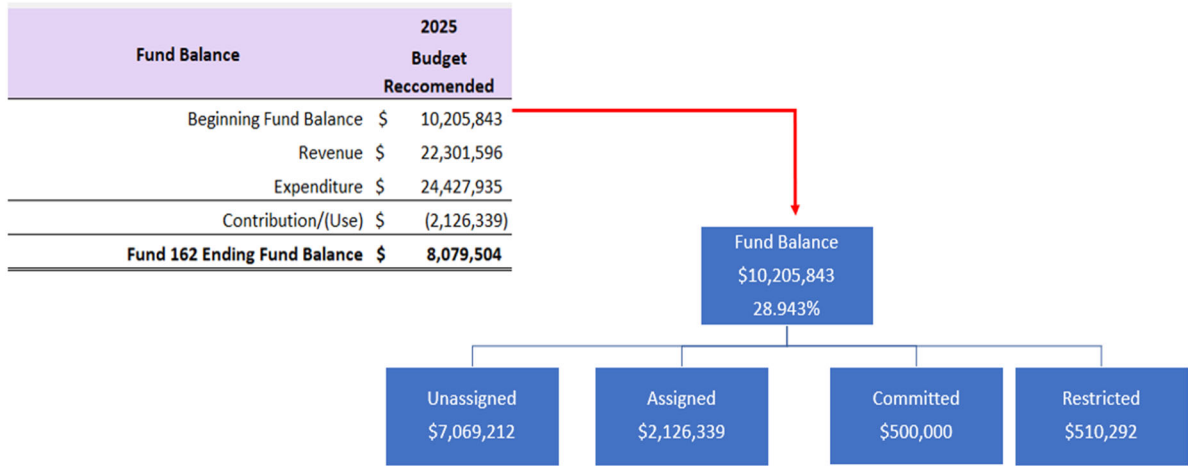 Fund Balance
2025
Budget
Reccomended
Beginning Fund Balance $ 10,205,843
Revenue $ 22,301,596
Expenditure $ 24,427,935
Contribution/(Use) $ (2,126,339)
Fund 162 Ending Fund Balance $ 8,079,504
Fund Balance
$10,205,843
28.943%
Unassigned
$7,069,212
Assigned
$2,126,339
Committed
$500,000
Restricted
$510,292